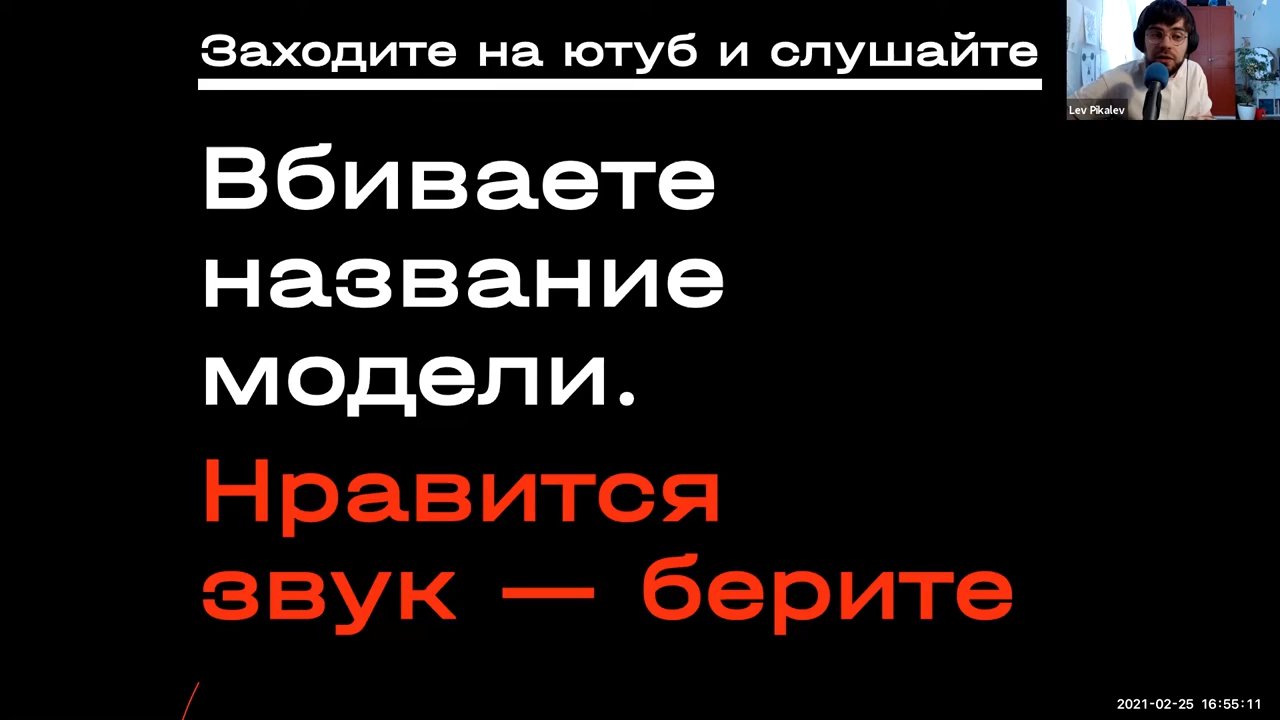 Заходите на ютуб и слушайте
Lev Pikalev
Вбиваете
название
модели.
Нравится
звук — берите
2021-02-25 16:55:11